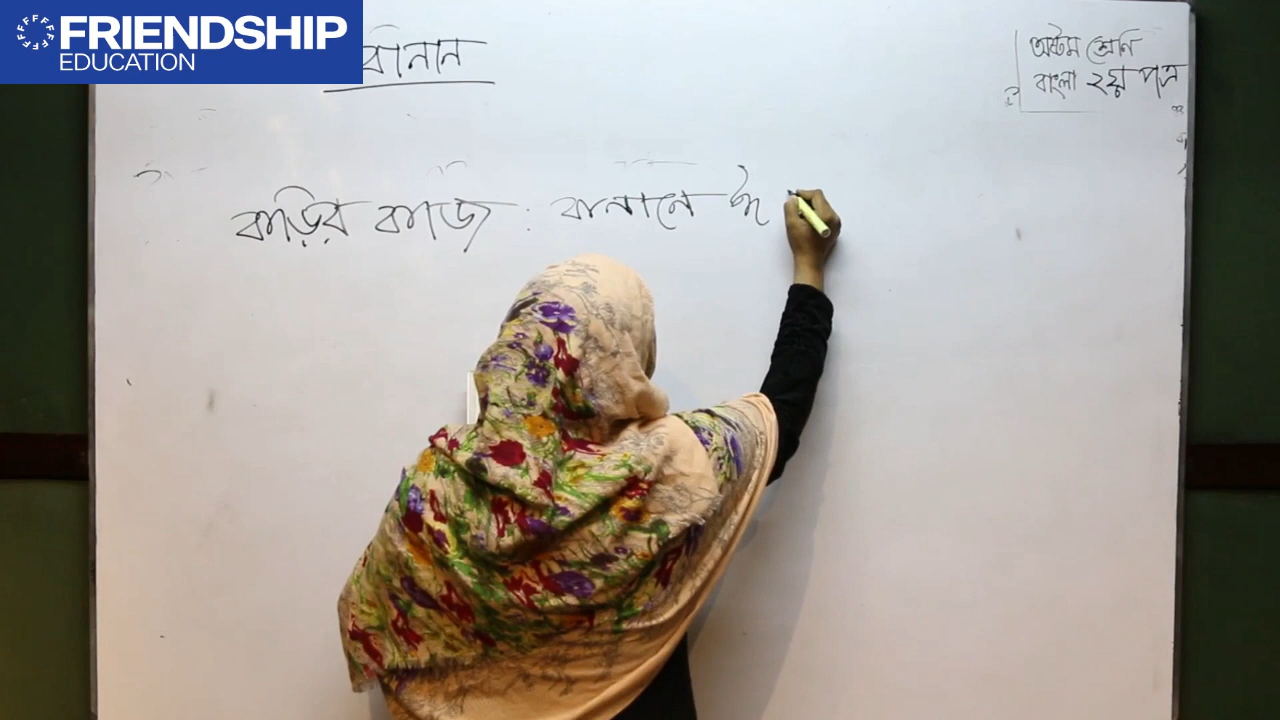 FRIENDSHIP
EDUCATION
বানান
অষ্টম শ্রেণি
বাংলা ২য় পত্র
বাড়ির কাজ : বানানে ই